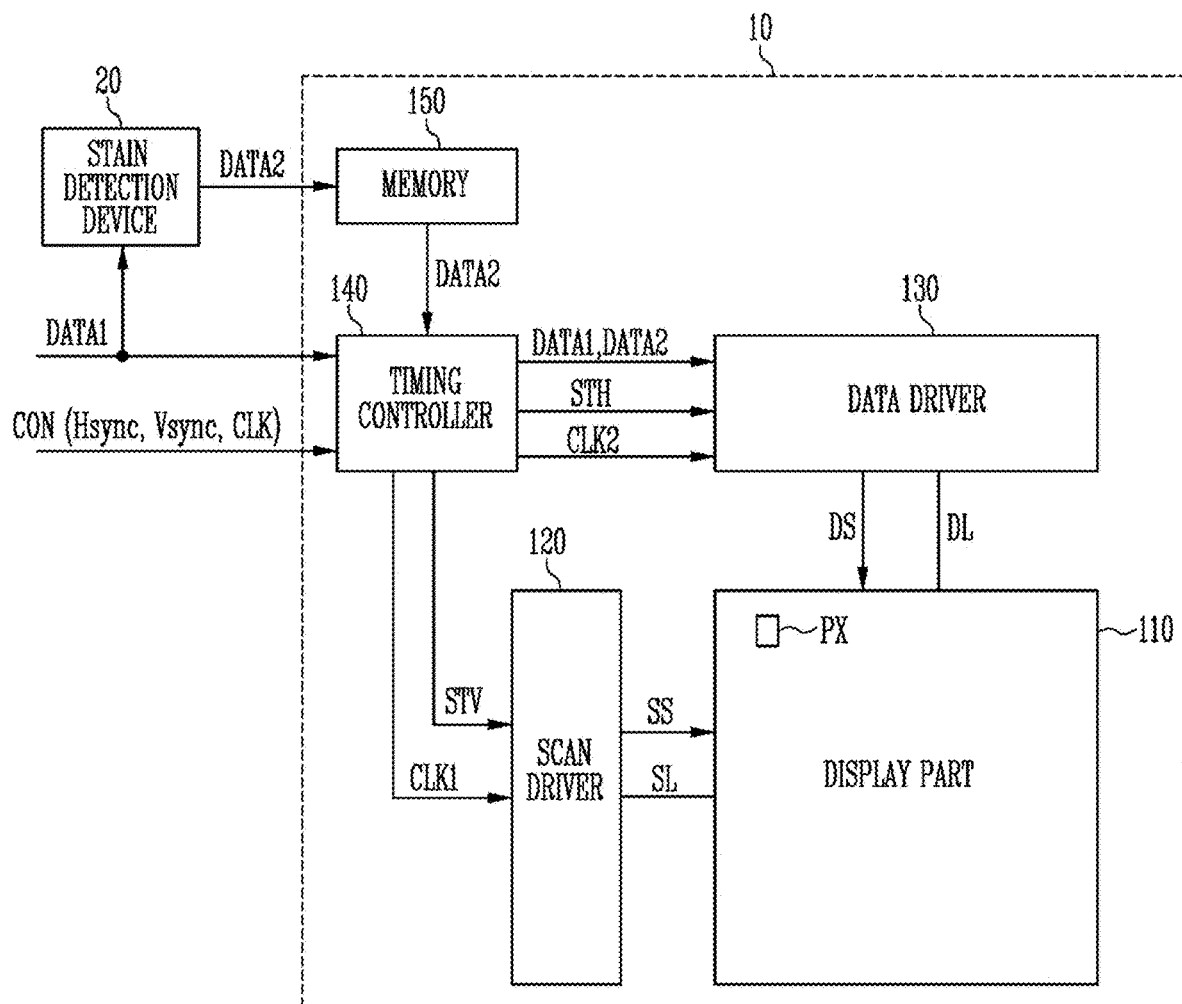 10
20
150
STAIN
DETECTION
DEVICE
DATA2
MEMORY
DATA2
140
130
DATA1
DATA1,DATA2
TIMING
CONTROLLER
STH
DATA DRIVER
CON (Hsync, Vsync, CLK)
CLK2
DS
DL
120
PX
110
STV
SS
SCAN
DRIVER
DISPLAY PART
CLK1
SL